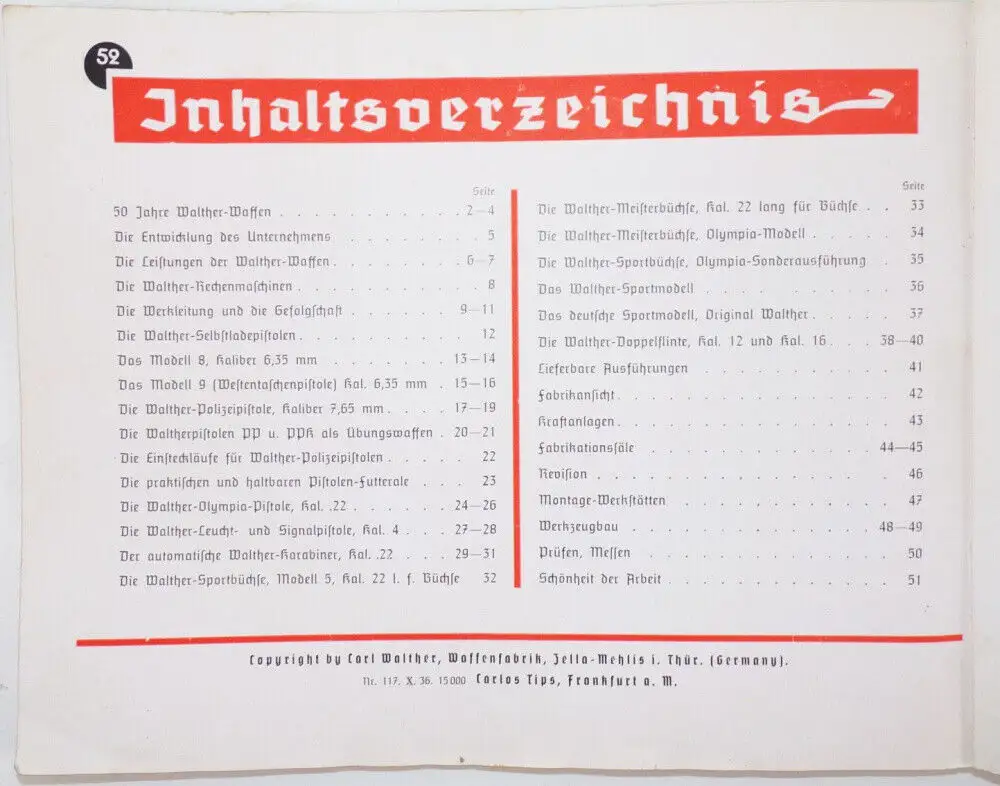 52
Inhaltsverzeichnis
Seite
50 Jahre Walther-Waffen . . . . . . . . . . . . 2—4
Die Entwicklung des Unternehmens . . . . . . . . 5
Die Leistungen der Walther-Waffen . . . . . . . . 6—7
Die Walther-Rechenmaschinen . . . . . . . . . . 8
Die Werkleitung und die Gefolgschaft . . . . . . 9—11
Die Walther-Selbstladepistolen . . . . . . . . . . 12
Das Modell 8, Kaliber 6,35 mm . . . . . . . 13—14
Das Modell 9 (Westentaschenpistole) Kal. 6,35 mm . 15—16
Die Walther-Polizeipistole, Kaliber 7,65 mm . . . . 17—19
Die Waltherpistolen PP u. PPK als Übungswaffen . 20—21
Die Einsteckläufe für Walther-Polizeipistolen . . . . . 22
Die praktischen und haltbaren Pistolen-Futterale . . . 23
Die Walther-Olympia-Pistole, Kal. .22 . . . . . 24—26
Die Walther-Leucht- und Signalpistole, Kal. 4 . . . 27—28
Der automatische Walther-Karabiner, Kal. .22 . . . 29—31
Die Walther-Sportbüchse, Modell 5, Kal. 22 l. f. Büchse 32
Seite
Die Walther-Meisterbüchse, Kal. 22 lang für Büchse . . 33
Die Walther-Meisterbüchse, Olympia-Modell . . . . . 34
Die Walther-Sportbüchse, Olympia-Sonderausführung . 35
Das Walther-Sportmodell . . . . . . . . . . 36
Das deutsche Sportmodell, Original Walther . . . . . 37
Die Walther-Doppelflinte, Kal. 12 und Kal. 16 . . . 38—40
Lieferbare Ausführungen . . . . . . . . . . . 41
Fabrikansicht . . . . . . . . . . . . . . 42
Kraftanlagen . . . . . . . . . . . . . . 43
Fabrikationssäle . . . . . . . . . . . . 44—45
Revision . . . . . . . . . . . . . . . 46
Montage-Werkstätten . . . . . . . . . . . 47
Werkzeugbau . . . . . . . . . . . . . 48—49
Prüfen, Messen . . . . . . . . . . . . . 50
Schönheit der Arbeit . . . . . . . . . . . . 51
Copyright by Carl Walther, Waffenfabrik, Zella-Mehlis i. Thür. (Germany).
Nr. 117. X. 36. 15000 Carlos Tips, Frankfurt a. M.